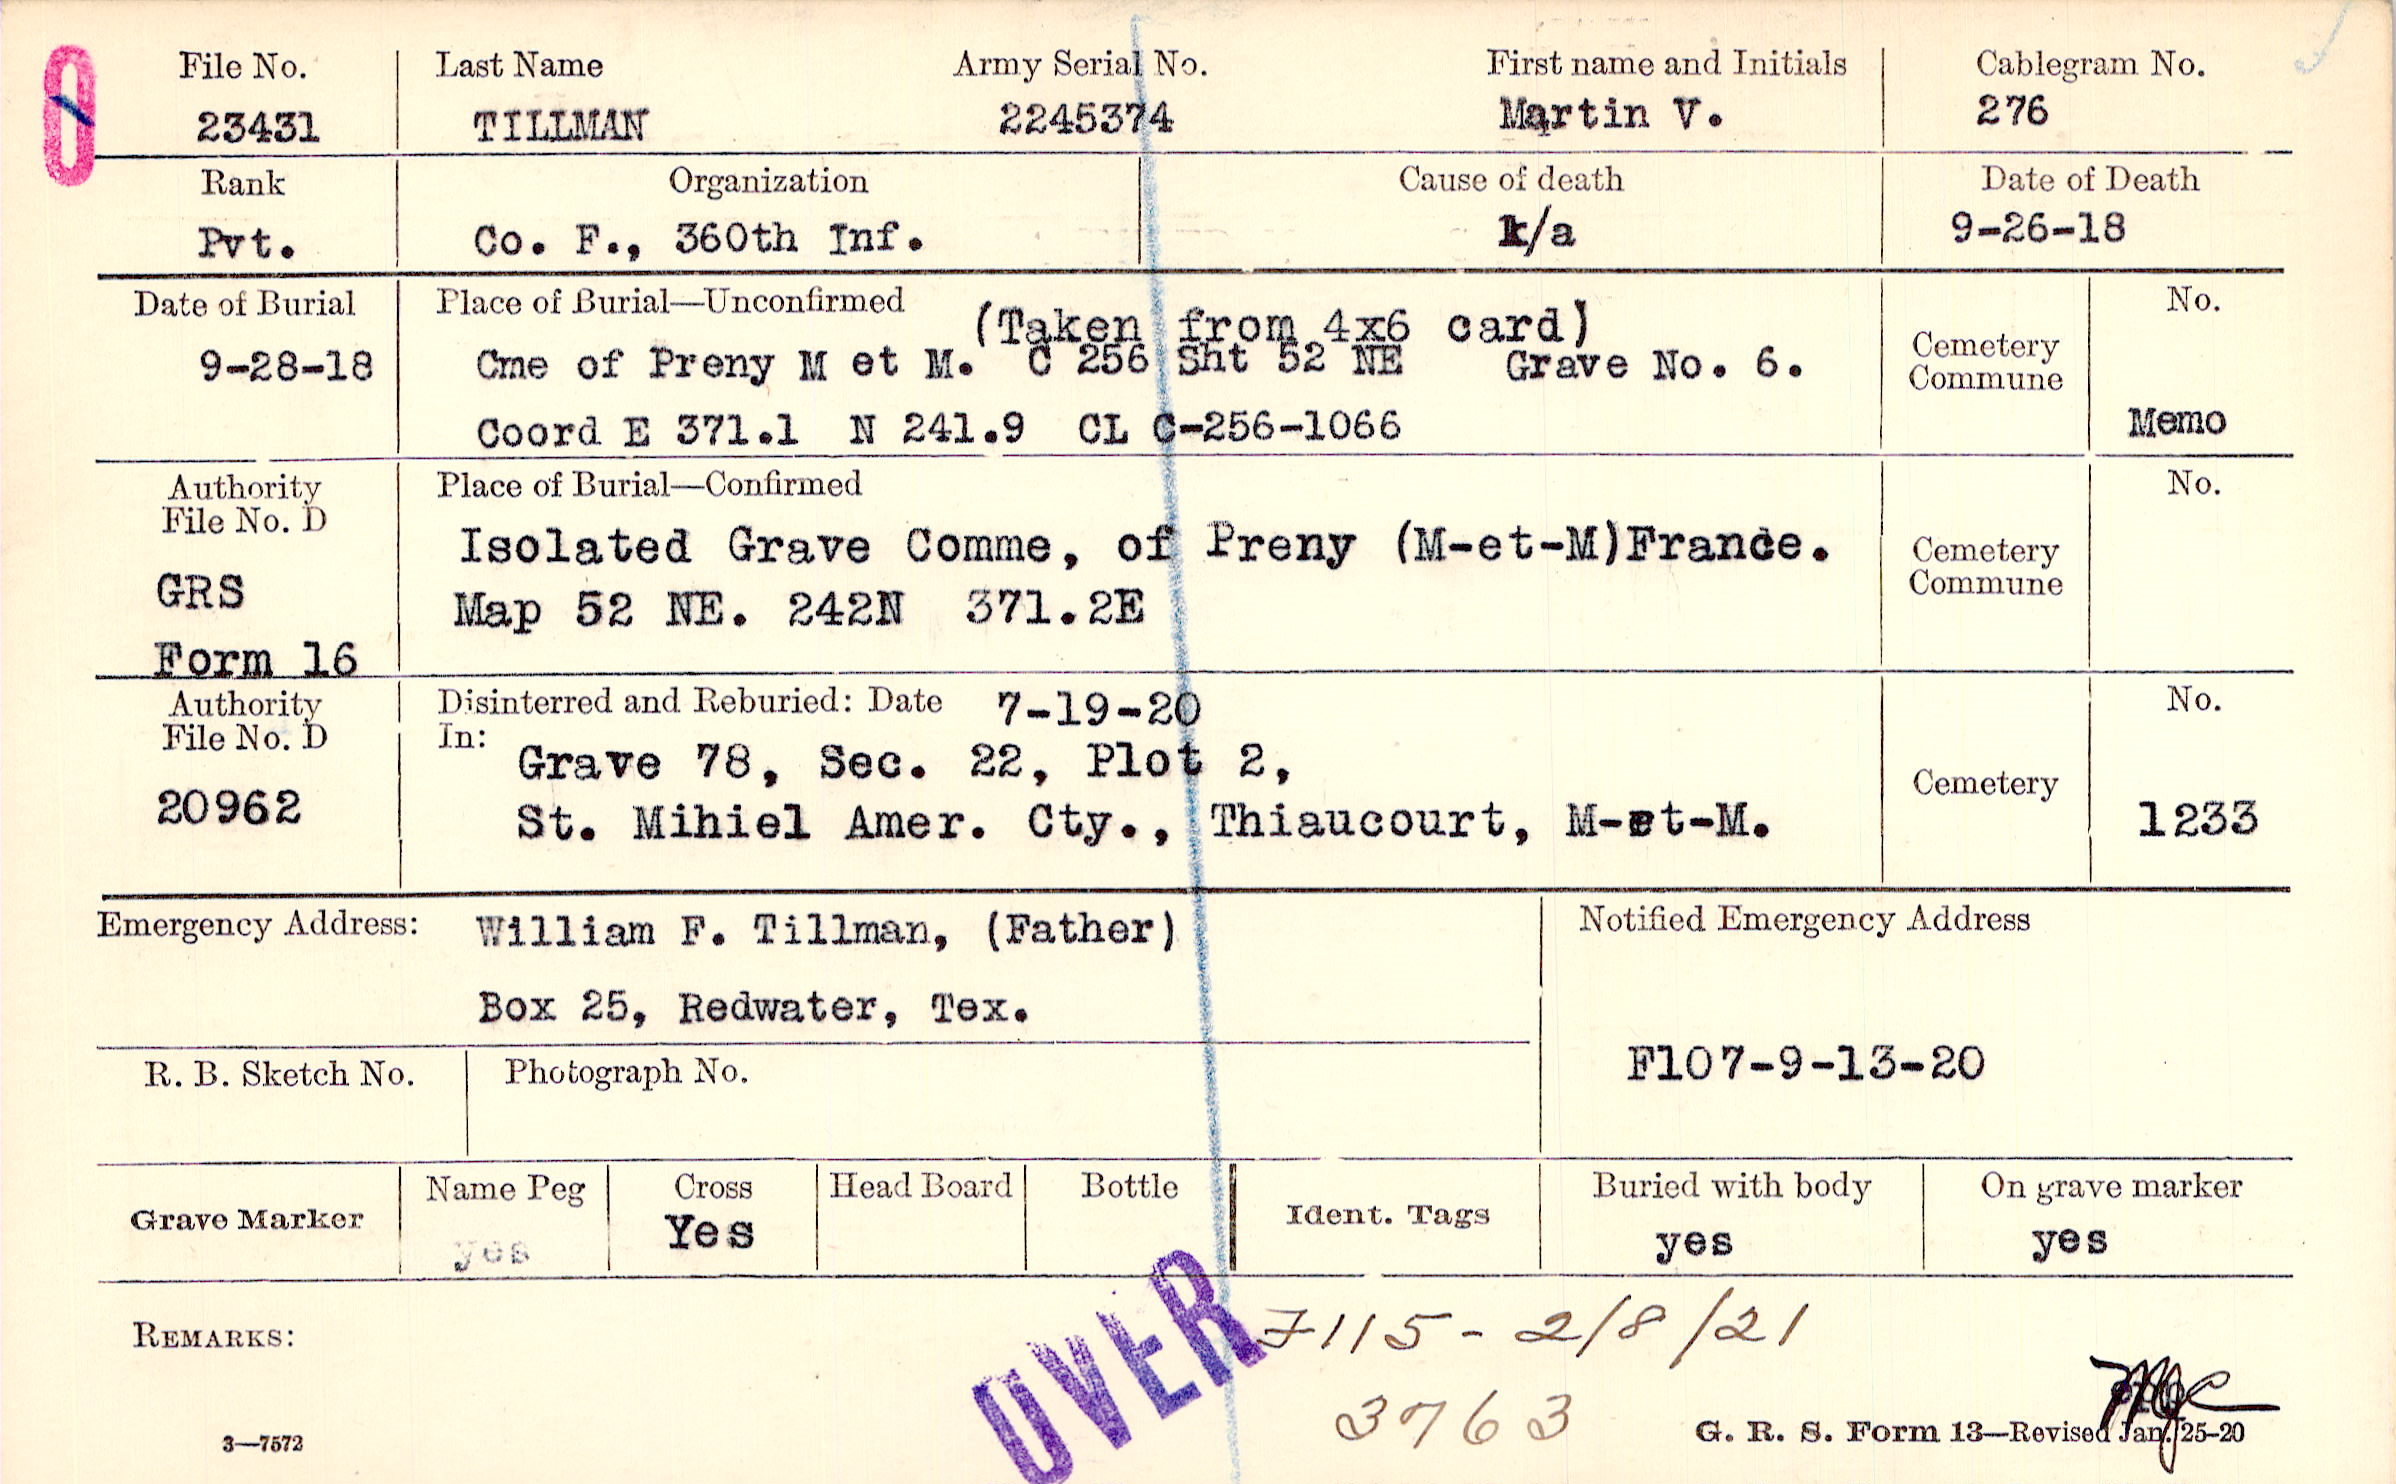 0
File No. Last Name Army Serial No. First name and Initials Cablegram No.
23431 TILLMAN 2245374 Martin V. 276
Rank Organization Cause of death Date of Death
Pvt. Co. F., 360th Inf. k/a 9-26-18
Date of Burial Place of Burial—Unconfirmed No.
(Taken from 4x6 card)
9-28-18 Cme of Preny M et M. C 256 Sht 52 NE Grave No. 6. Cemetery
Commune
Coord E 371.1 N 241.9 CL C-256-1066 Memo
Authority Place of Burial—Confirmed No.
File No. D
Isolated Grave Comme, of Preny (M-et-M)France. Cemetery
Commune
GRS Map 52 NE. 242N 371.2E
Form 16
Authority Disinterred and Reburied: Date 7-19-20 No.
File No. D In:
Grave 78, Sec. 22, Plot 2,
Cemetery
20962 St. Mihiel Amer. Cty., Thiaucourt, M-et-M. 1233
Emergency Address: William F. Tillman, (Father) Notified Emergency Address
Box 25, Redwater, Tex.
F107-9-13-20
R. B. Sketch No. Photograph No.
Name Peg Cross Head Board Bottle Buried with body On grave marker
Grave Marker Ident. Tags
yes Yes yes yes
REMARKS:
OVER
F115 - 2/8/21
3763
3—7572 G. R. S. Form 13—Revised Jan. 25-20